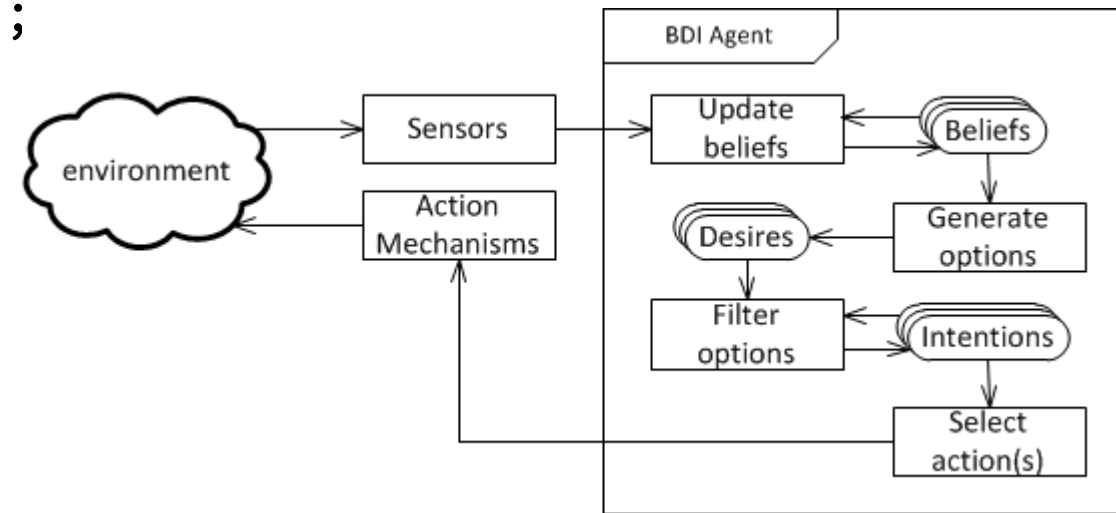 ;
BDI Agent
environment
Sensors
Update
beliefs
Beliefs
Action
Mechanisms
Desires
Generate
options
Filter
options
Intentions
Select
action(s)